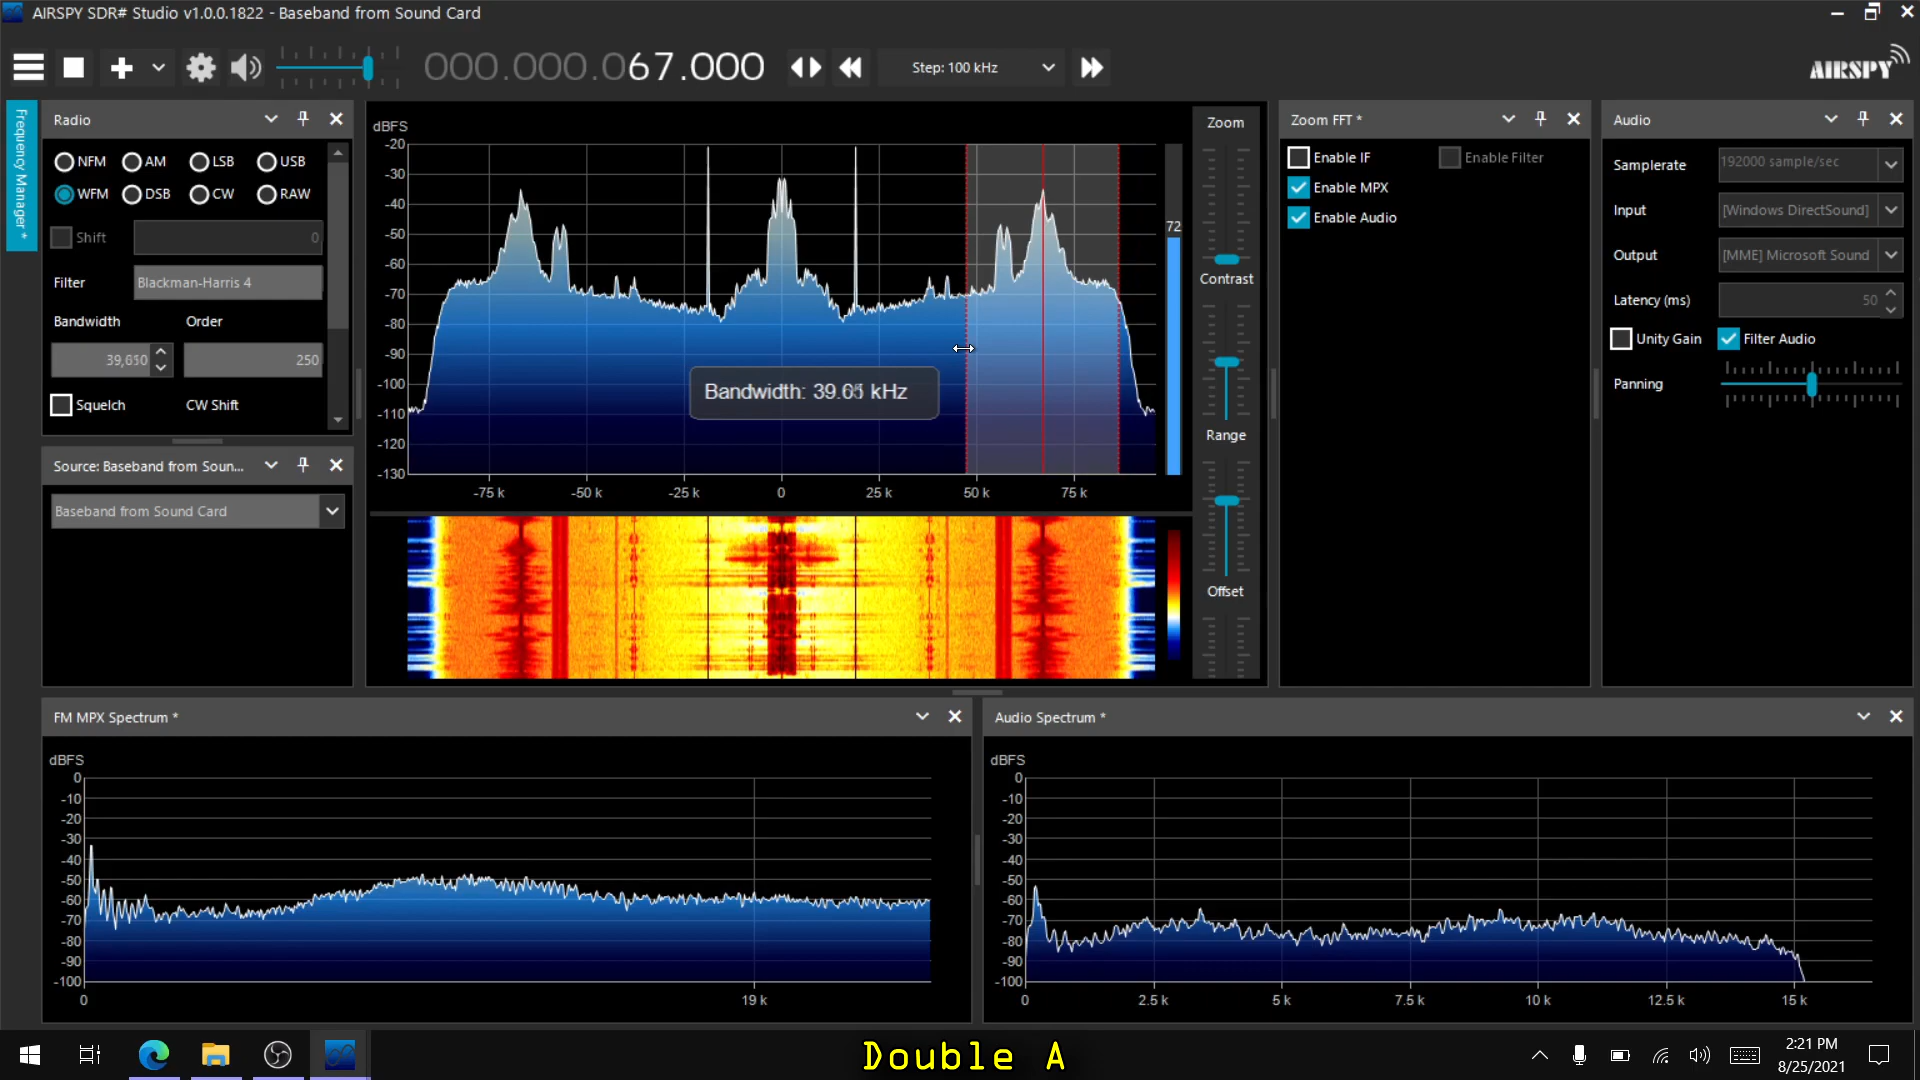 AIRSPY SDR# Studio v1.0.0.1822 - Baseband from Sound Card
000.000.067.000
Step: 100 kHz
AIRSPY
Frequency Manager *
Radio
NFM AM LSB USB
WFM DSB CW RAW
Shift 0
Filter Blackman-Harris 4
Bandwidth Order
250
Squelch CW Shift
Source: Baseband from Soun...
Baseband from Sound Card
dBFS
-20
-30
-40
-50
-60
-70
-80
-90
-100
-110
-120
-130
-75 k -50 k -25 k 0 25 k 50 k 75 k
Bandwidth: 39.65 kHz
72
Zoom
Contrast
Range
Offset
Zoom FFT *
Enable IF Enable Filter
Enable MPX
Enable Audio
Audio
Samplerate 192000 sample/sec
Input [Windows DirectSound]
Output [MME] Microsoft Sound
Latency (ms) 50
Unity Gain Filter Audio
Panning
FM MPX Spectrum *
dBFS
0
-10
-20
-30
-40
-50
-60
-70
-80
-90
-100
0 19 k
Audio Spectrum *
dBFS
0
-10
-20
-30
-40
-50
-60
-70
-80
-90
-100
0 2.5 k 5 k 7.5 k 10 k 12.5 k 15 k
Double A
2:21 PM
8/25/2021